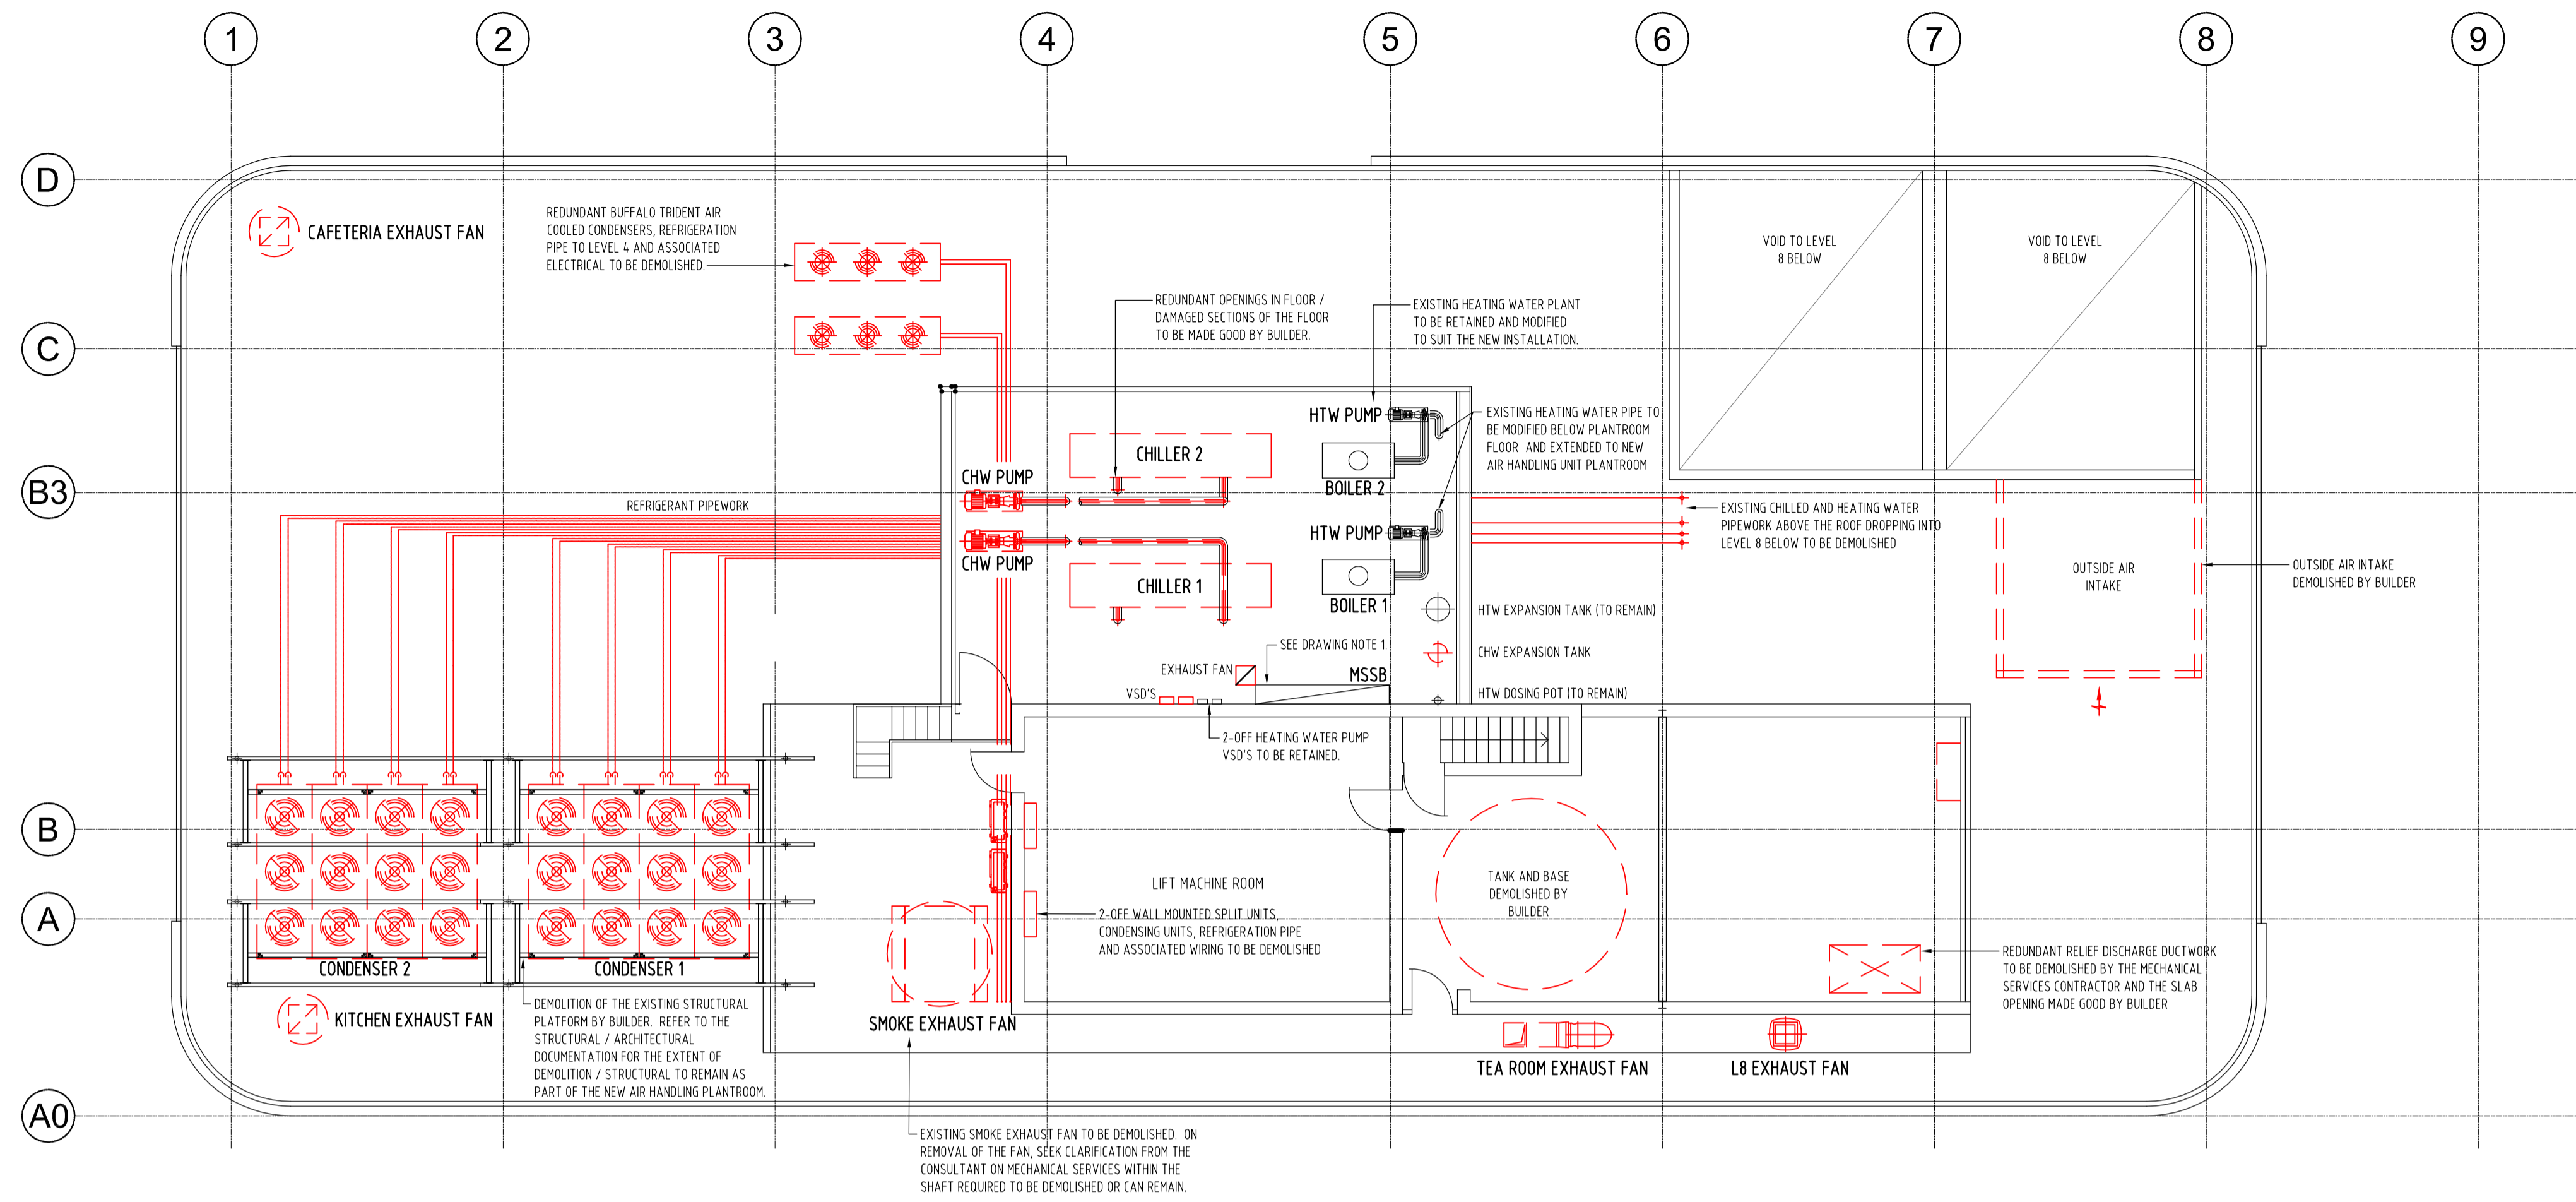 1
2
3
4
5
6
7
8
9
D
C
B3
B
A
A0
CAFETERIA EXHAUST FAN
REDUNDANT BUFFALO TRIDENT AIR
COOLED CONDENSERS, REFRIGERATION
PIPE TO LEVEL 4 AND ASSOCIATED
ELECTRICAL TO BE DEMOLISHED.
REDUNDANT OPENINGS IN FLOOR /
DAMAGED SECTIONS OF THE FLOOR
TO BE MADE GOOD BY BUILDER.
EXISTING HEATING WATER PLANT
TO BE RETAINED AND MODIFIED
TO SUIT THE NEW INSTALLATION.
VOID TO LEVEL
8 BELOW
VOID TO LEVEL
8 BELOW
HTW PUMP
EXISTING HEATING WATER PIPE TO
BE MODIFIED BELOW PLANTROOM
FLOOR AND EXTENDED TO NEW
AIR HANDLING UNIT PLANTROOM
CHILLER 2
CHW PUMP
BOILER 2
REFRIGERANT PIPEWORK
EXISTING CHILLED AND HEATING WATER
PIPEWORK ABOVE THE ROOF DROPPING INTO
LEVEL 8 BELOW TO BE DEMOLISHED
HTW PUMP
CHW PUMP
CHILLER 1
BOILER 1
OUTSIDE AIR
INTAKE
OUTSIDE AIR INTAKE
DEMOLISHED BY BUILDER
HTW EXPANSION TANK (TO REMAIN)
SEE DRAWING NOTE 1.
CHW EXPANSION TANK
EXHAUST FAN
MSSB
VSD'S
HTW DOSING POT (TO REMAIN)
2-OFF HEATING WATER PUMP
VSD'S TO BE RETAINED.
LIFT MACHINE ROOM
TANK AND BASE
DEMOLISHED BY
BUILDER
2-OFF WALL MOUNTED SPLIT UNITS,
CONDENSING UNITS, REFRIGERATION PIPE
AND ASSOCIATED WIRING TO BE DEMOLISHED
REDUNDANT RELIEF DISCHARGE DUCTWORK
TO BE DEMOLISHED BY THE MECHANICAL
SERVICES CONTRACTOR AND THE SLAB
OPENING MADE GOOD BY BUILDER
CONDENSER 2
CONDENSER 1
KITCHEN EXHAUST FAN
DEMOLITION OF THE EXISTING STRUCTURAL
PLATFORM BY BUILDER. REFER TO THE
STRUCTURAL / ARCHITECTURAL
DOCUMENTATION FOR THE EXTENT OF
DEMOLITION / STRUCTURAL TO REMAIN AS
PART OF THE NEW AIR HANDLING PLANTROOM.
SMOKE EXHAUST FAN
TEA ROOM EXHAUST FAN
L8 EXHAUST FAN
EXISTING SMOKE EXHAUST FAN TO BE DEMOLISHED. ON
REMOVAL OF THE FAN, SEEK CLARIFICATION FROM THE
CONSULTANT ON MECHANICAL SERVICES WITHIN THE
SHAFT REQUIRED TO BE DEMOLISHED OR CAN REMAIN.